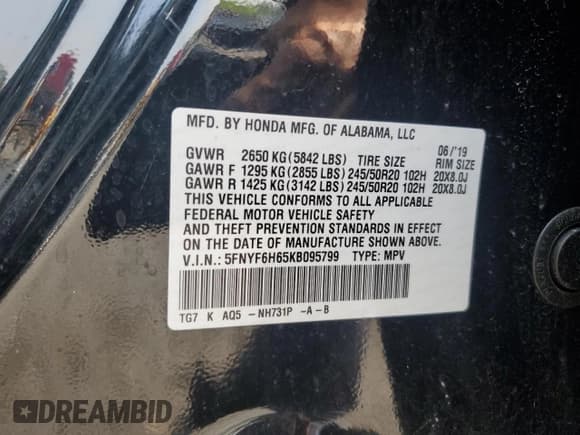 MFD. BY HONDA MFG. OF ALABAMA, LLC
06/'19
GVWR 2650 KG (5842 LBS) TIRE SIZE RIM SIZE
GAWR F 1295 KG (2855 LBS) 245/50R20 102H 20X8.0J
GAWR R 1425 KG (3142 LBS) 245/50R20 102H 20X8.0J
THIS VEHICLE CONFORMS TO ALL APPLICABLE
FEDERAL MOTOR VEHICLE SAFETY
AND THEFT PREVENTION STANDARDS IN EFFECT
ON THE DATE OF MANUFACTURE SHOWN ABOVE.
V.I.N.: 5FNYF6H65KB095799 TYPE: MPV
TG7 K AQ5 -NH731P -A-B
DREAMBID